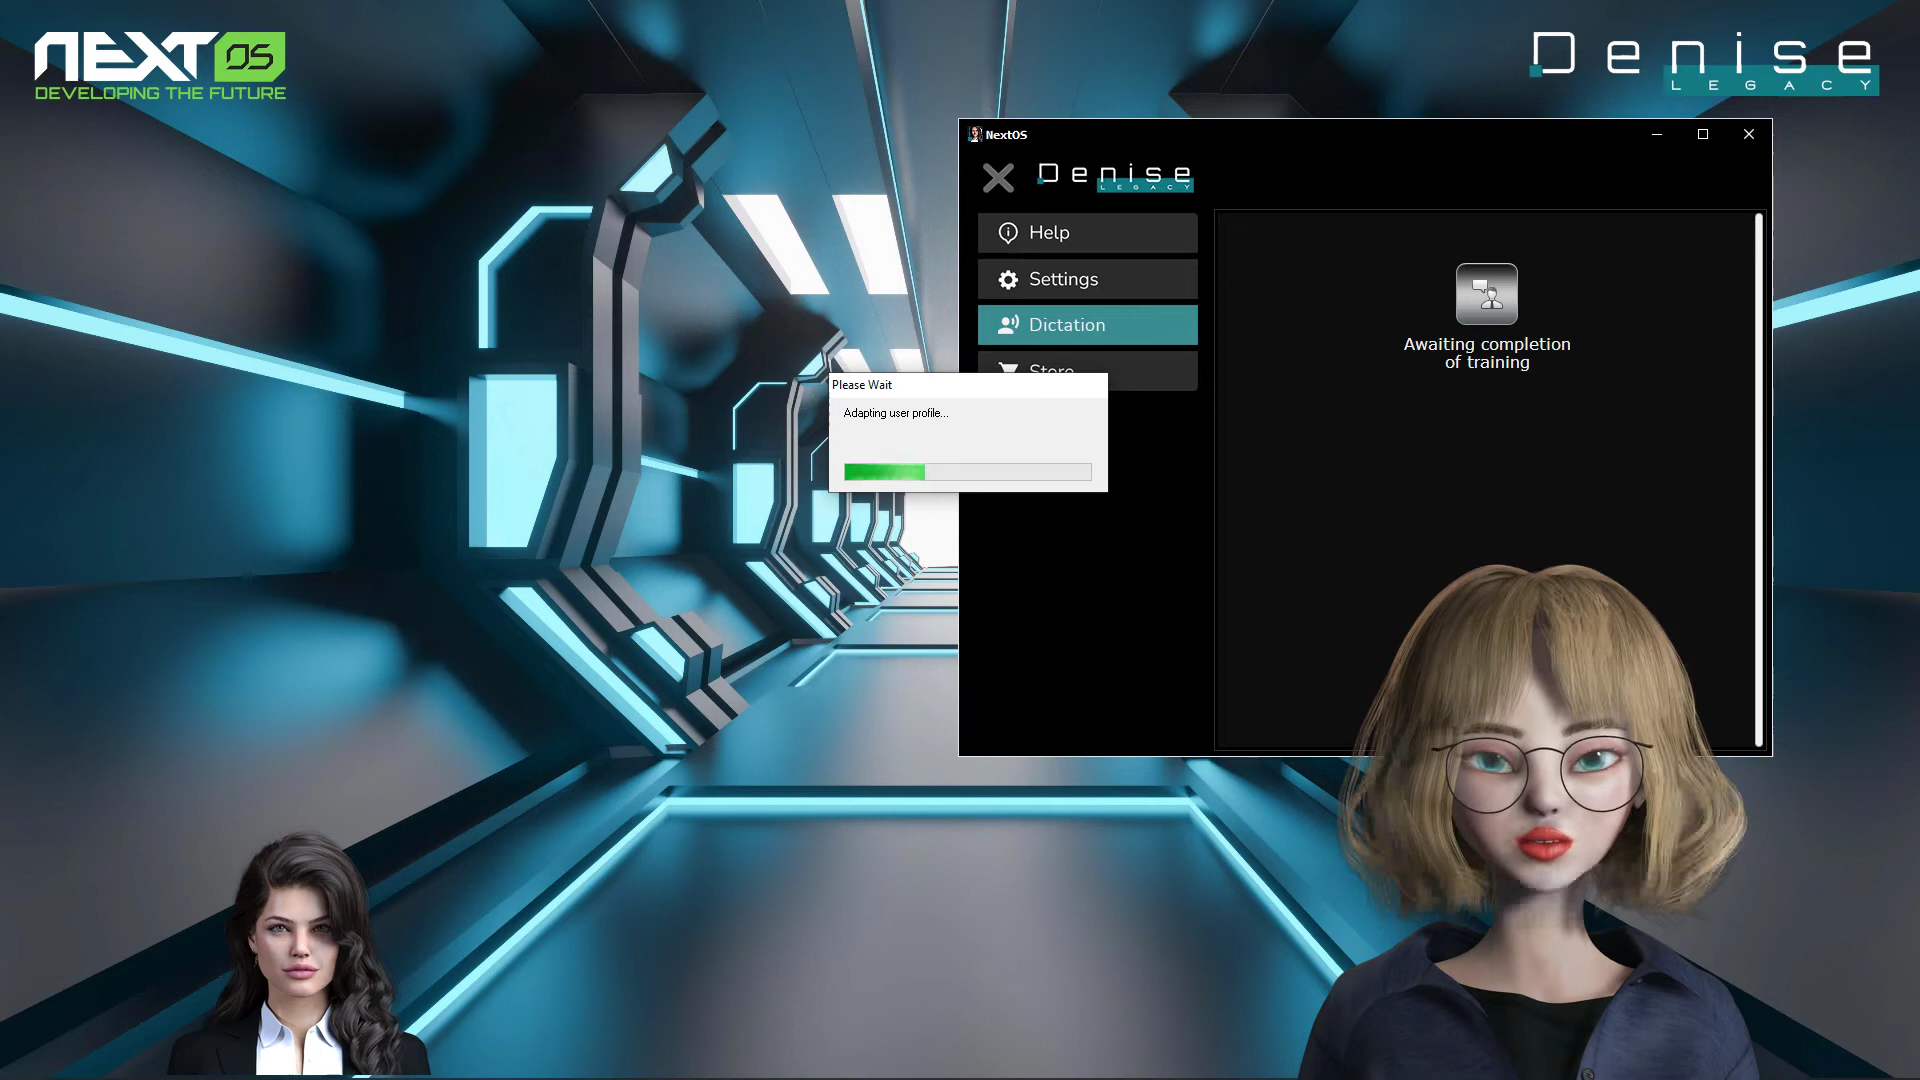 NEXT OS
DEVELOPING THE FUTURE
Denise
LEGACY
NextOS
Denise
LEGACY
Help
Settings
Dictation
Store
Please Wait
Adapting user profile...
Awaiting completion
of training